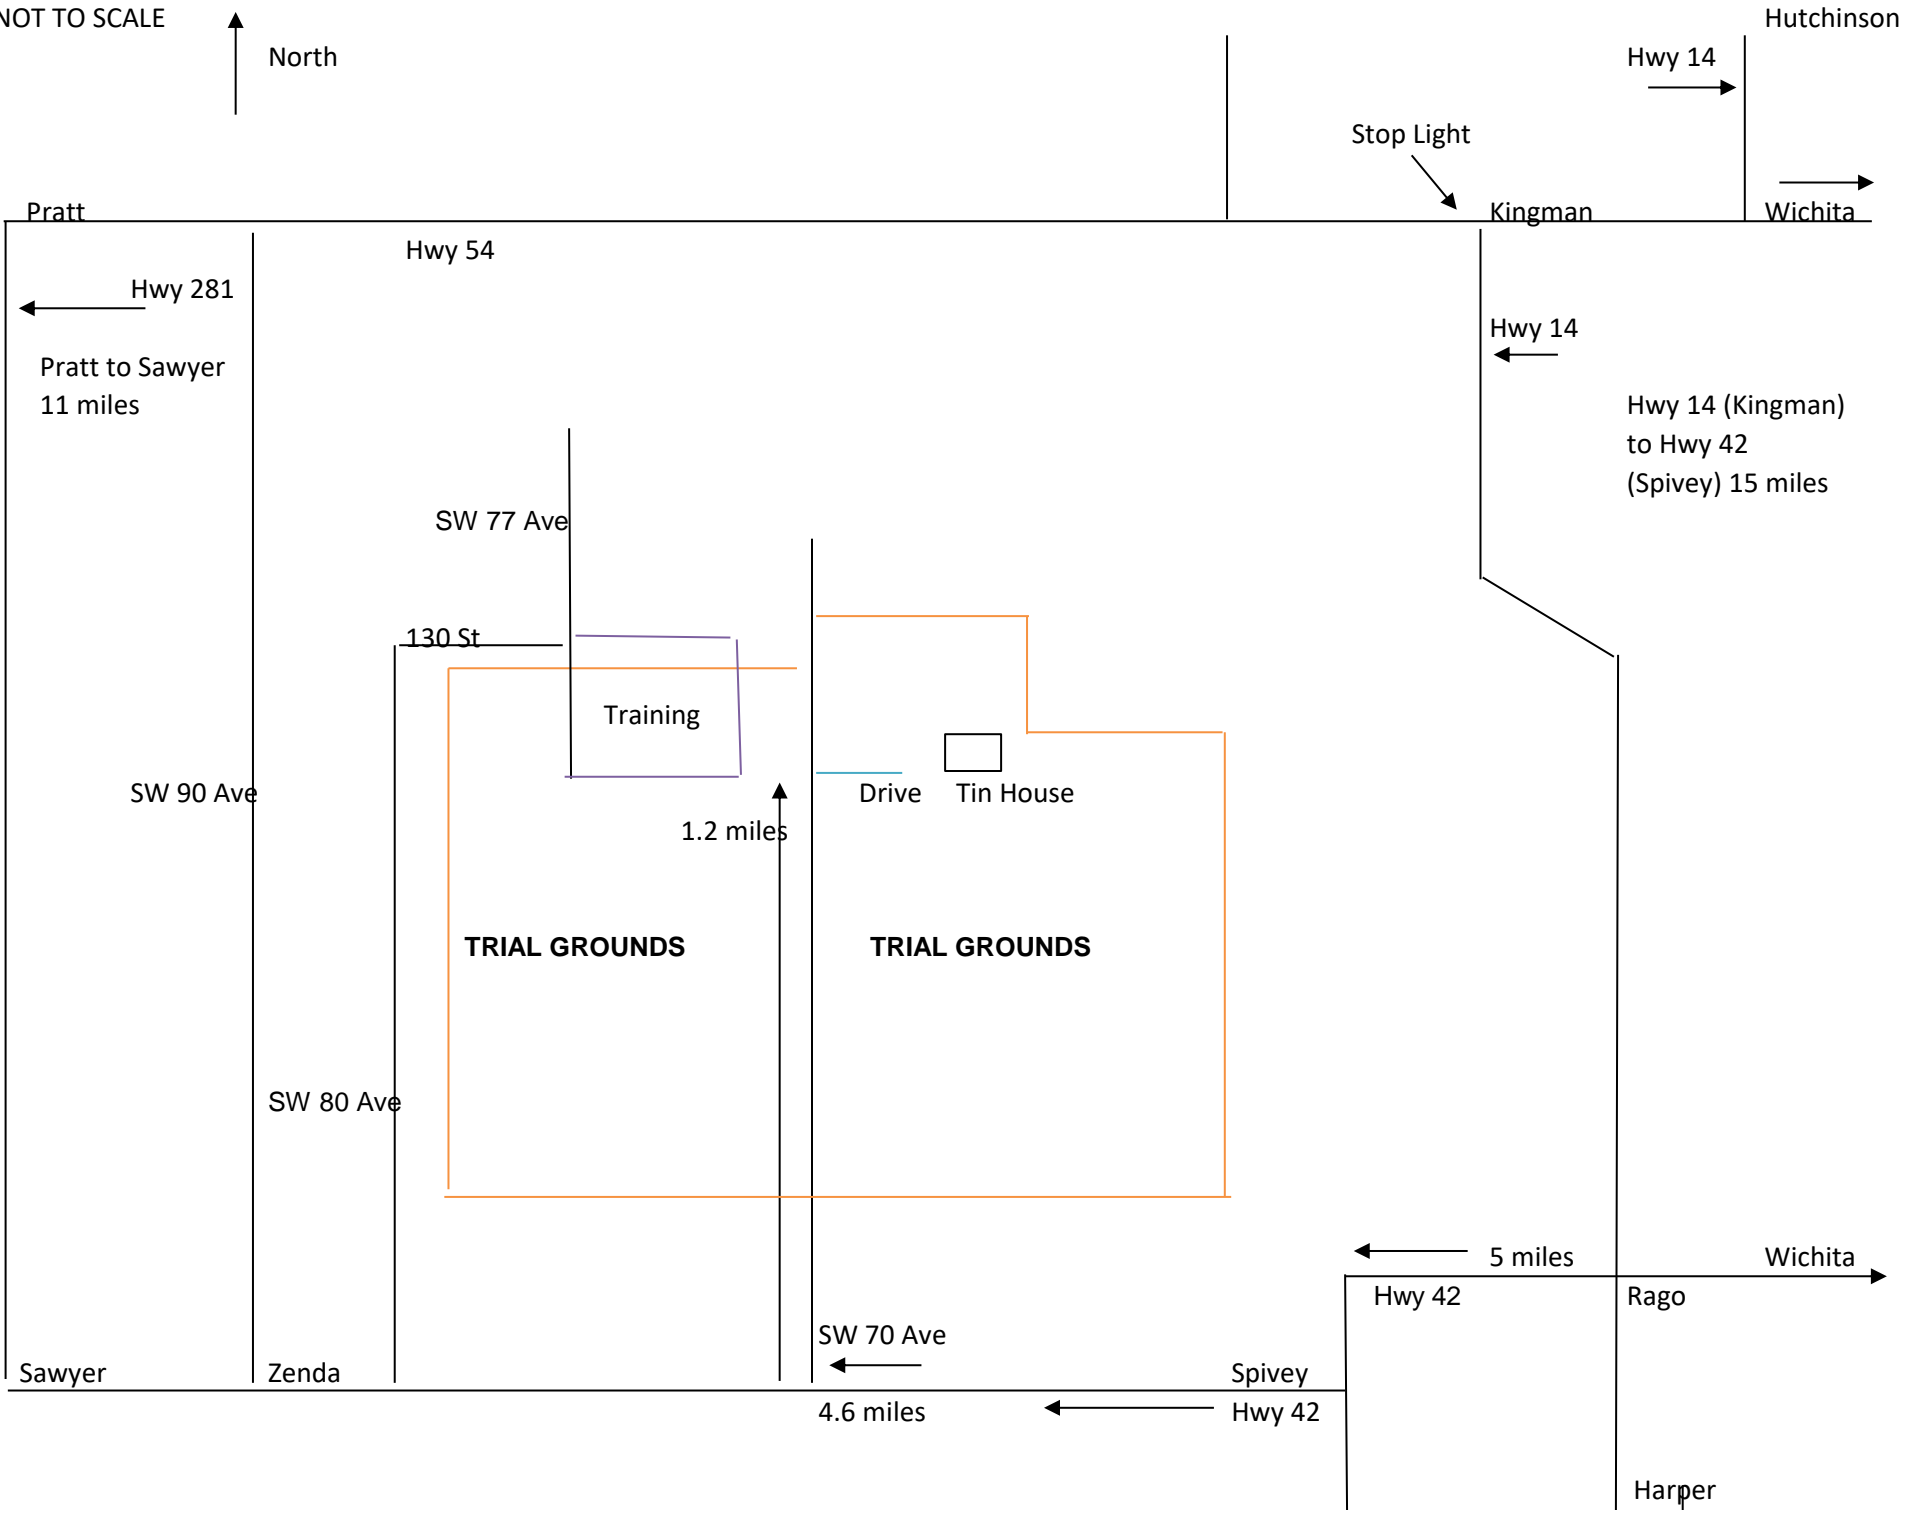 NOT TO SCALE
Hutchinson
North
Hwy 14
Stop Light
Pratt
Kingman
Wichita
Hwy 54
Hwy 281
Hwy 14
Pratt to Sawyer
11 miles
Hwy 14 (Kingman)
to Hwy 42
(Spivey) 15 miles
SW 77 Ave
130 St
Training
SW 90 Ave
Drive
Tin House
1.2 miles
TRIAL GROUNDS
TRIAL GROUNDS
SW 80 Ave
5 miles
Wichita
Hwy 42
Rago
SW 70 Ave
Sawyer
Zenda
Spivey
4.6 miles
Hwy 42
Harper